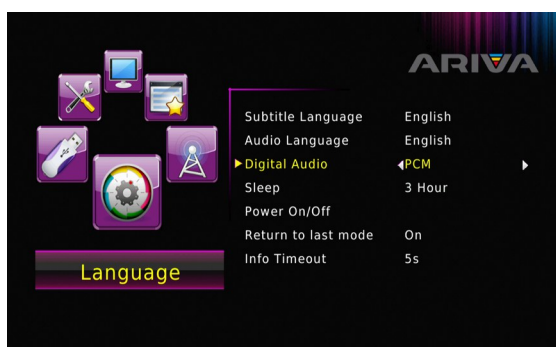 ARIVA
Subtitle Language English
Audio Language English
Digital Audio PCM
Sleep 3 Hour
Power On/Off
Return to last mode On
Info Timeout 5s
Language